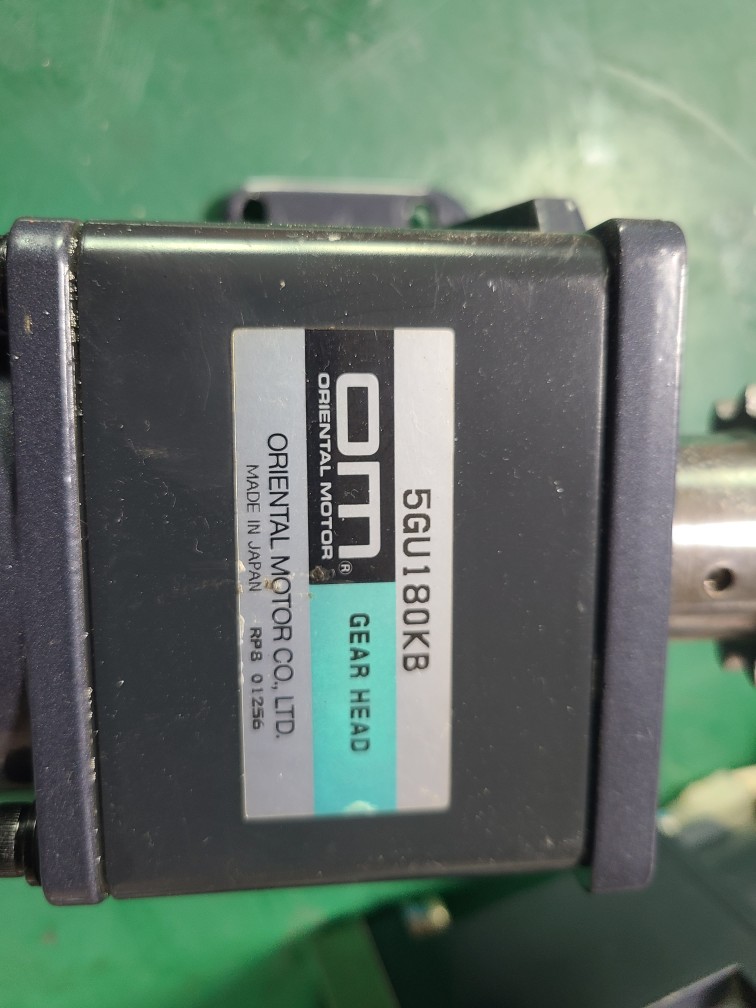 5GU180KB
om®
ORIENTAL MOTOR
GEAR HEAD
ORIENTAL MOTOR CO., LTD.
MADE IN JAPAN RP8 01256